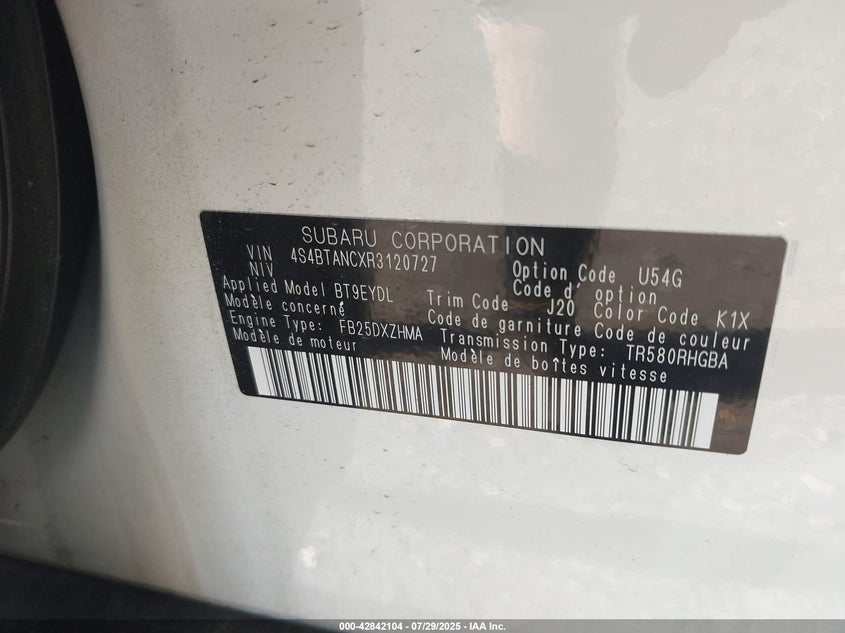 SUBARU CORPORATION
VIN 4S4BTANCXR3120727
NIV
Option Code U54G
Code d' option
Applied Model BT9EYDL
Modèle concerné
Trim Code J20 Color Code K1X
Code de garniture Code de couleur
Engine Type: FB25DXZHMA
Modèle de moteur
Transmission Type: TR580RHGBA
Modèle de boîtes vitesse
000-42842104 | 07/29/2025 - IAA Inc.